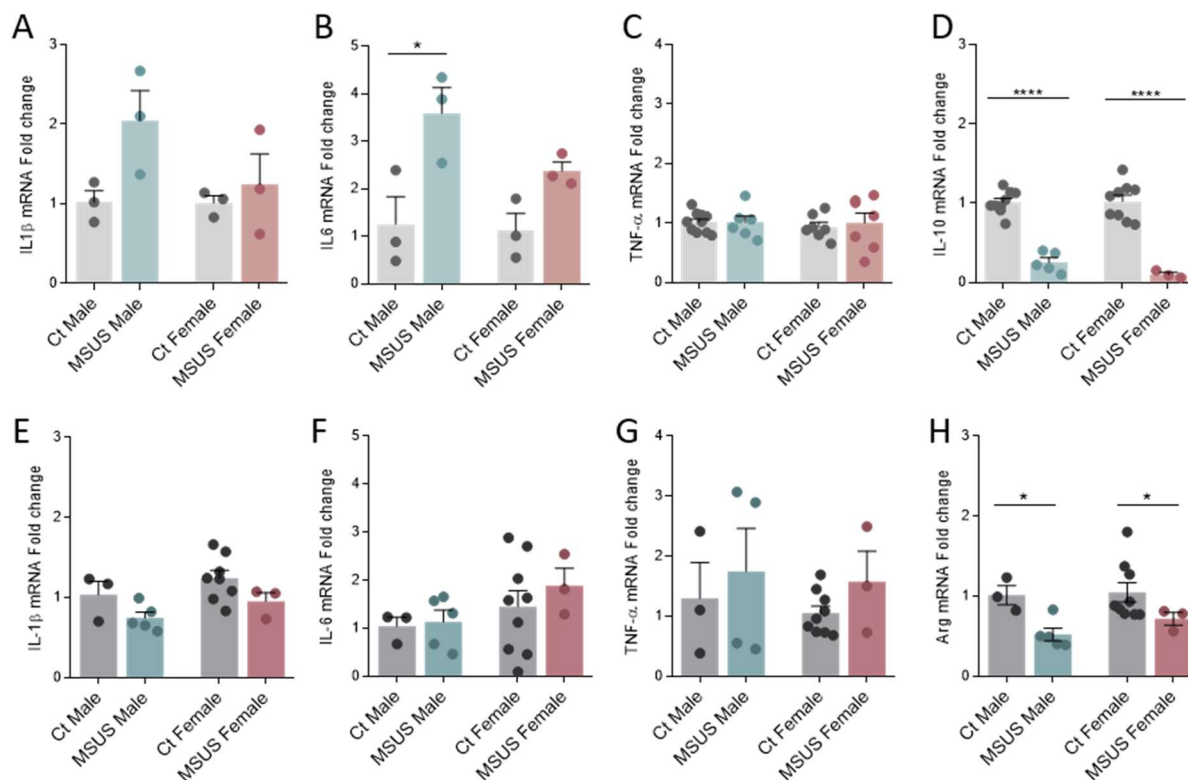 A
IL1β mRNA Fold change
3
2
1
0
Ct Male
MSUS Male
Ct Female
MSUS Female
B
IL6 mRNA Fold change
5
4
3
2
1
0
*
Ct Male
MSUS Male
Ct Female
MSUS Female
C
TNF-α mRNA Fold change
4
3
2
1
0
Ct Male
MSUS Male
Ct Female
MSUS Female
D
IL-10 mRNA Fold change
3
2
1
0
****
****
Ct Male
MSUS Male
Ct Female
MSUS Female
E
IL-1β mRNA Fold change
3
2
1
0
Ct Male
MSUS Male
Ct Female
MSUS Female
F
IL-6 mRNA Fold change
5
4
3
2
1
0
Ct Male
MSUS Male
Ct Female
MSUS Female
G
TNF-α mRNA Fold change
4
3
2
1
0
Ct Male
MSUS Male
Ct Female
MSUS Female
H
Arg mRNA Fold change
3
2
1
0
*
*
Ct Male
MSUS Male
Ct Female
MSUS Female